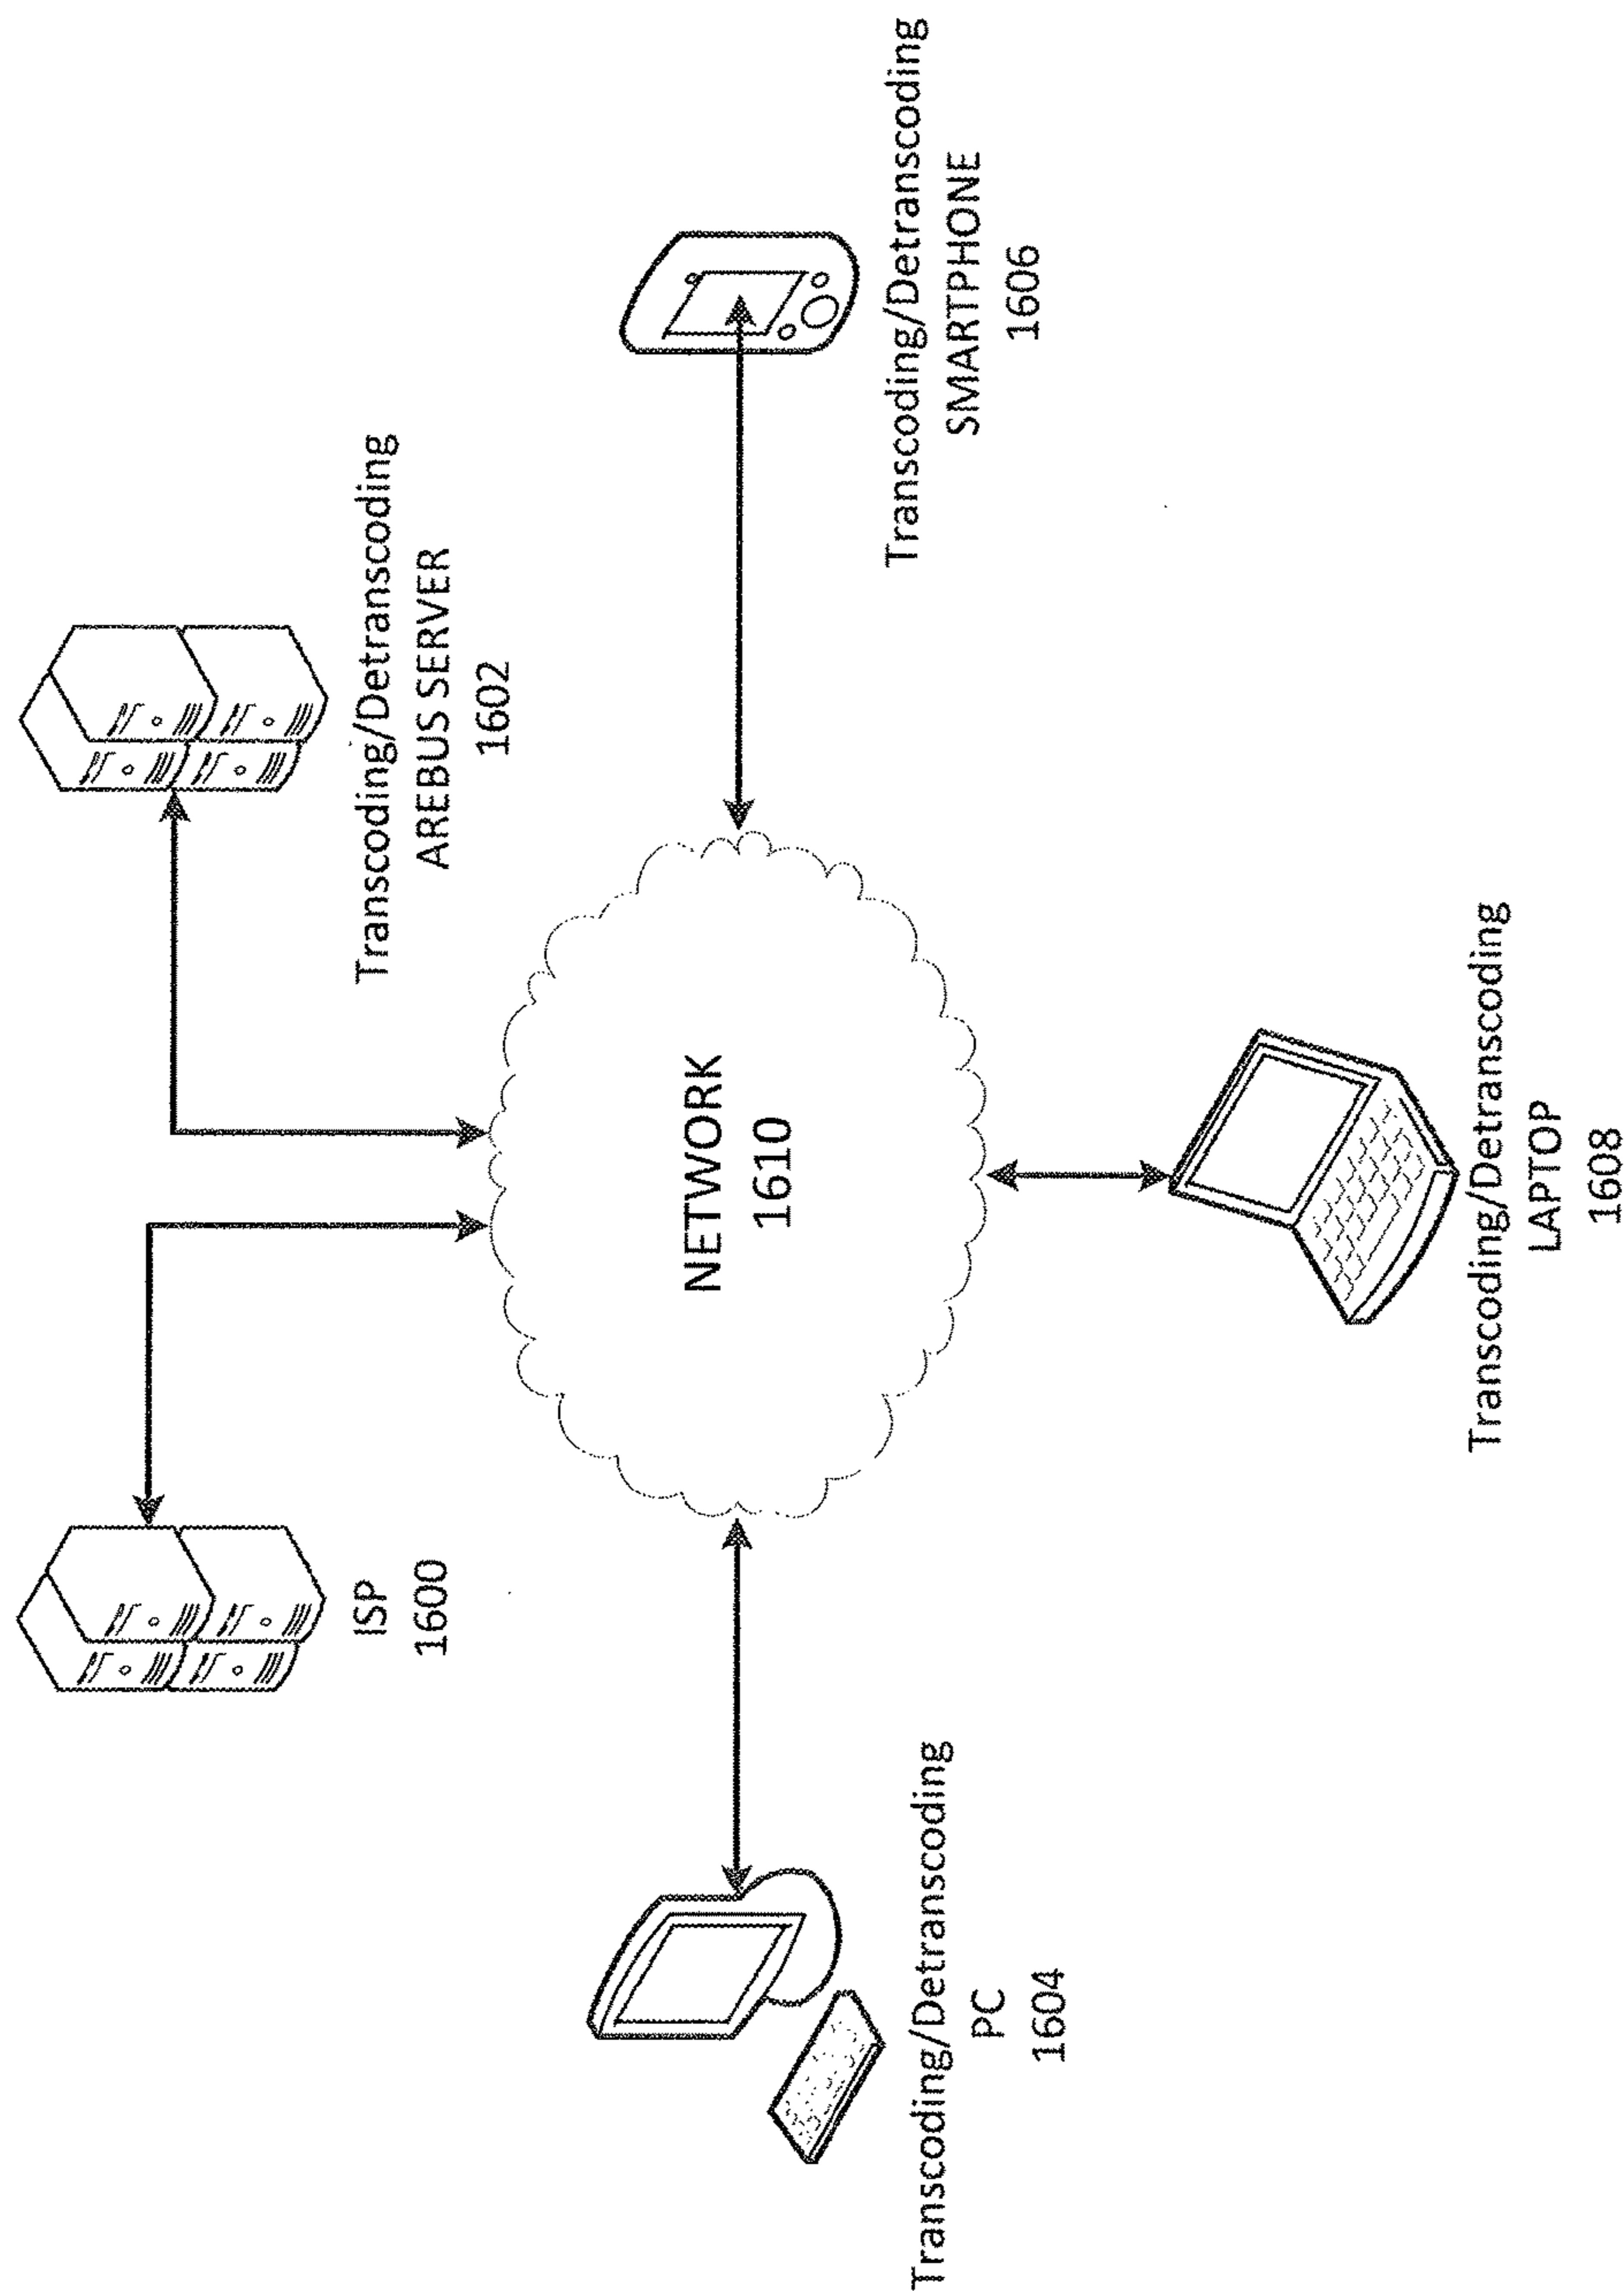 ISP
1600
Transcoding/Detranscoding
AREBUS SERVER
1602
Transcoding/Detranscoding
PC
1604
NETWORK
1610
Transcoding/Detranscoding
SMARTPHONE
1606
Transcoding/Detranscoding
LAPTOP
1608